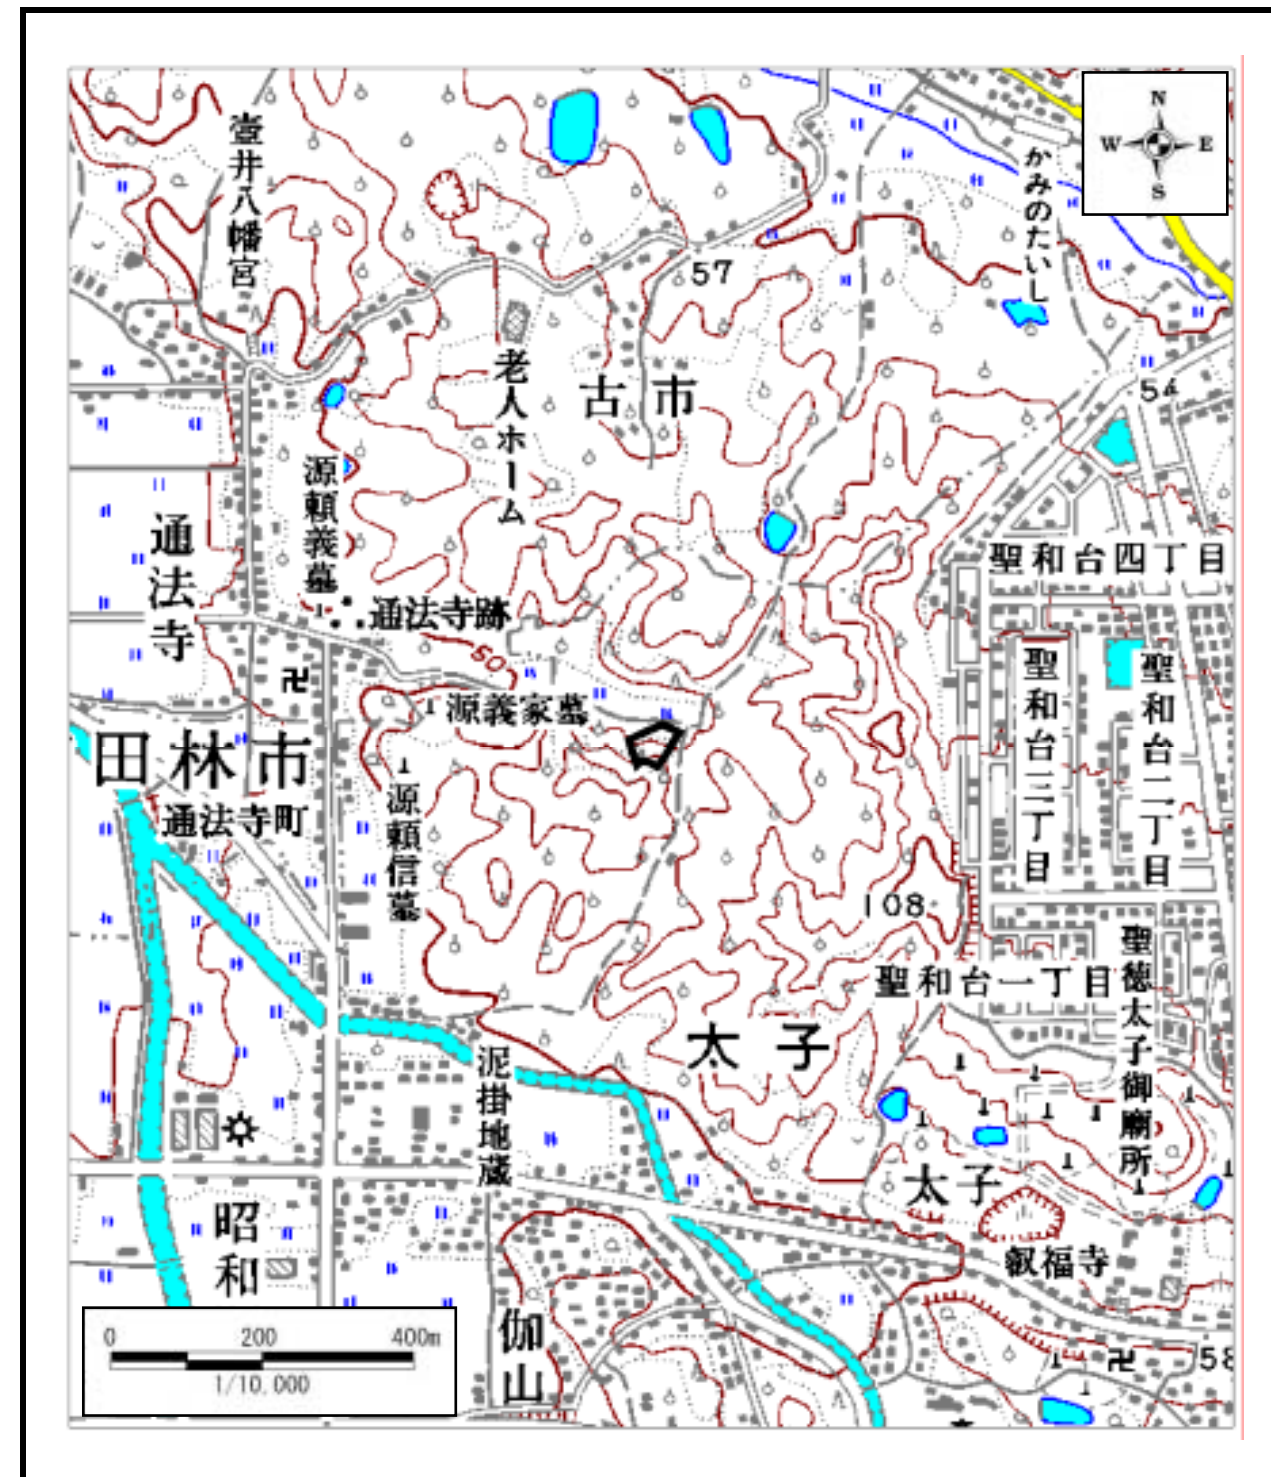 N
W E
S
壺井八幡宮
かみのたいし
57
老人ホーム
古市
54
源頼義墓
通法寺
聖和台四丁目
通法寺跡
50
聖和台三丁目
聖和台二丁目
源義家墓
田林市
通法寺町
源頼信墓
108
聖徳太子御廟所
聖和台一丁目
太子
泥掛地蔵
太子
昭和
叡福寺
伽山
58
0 200 400m
1/10,000